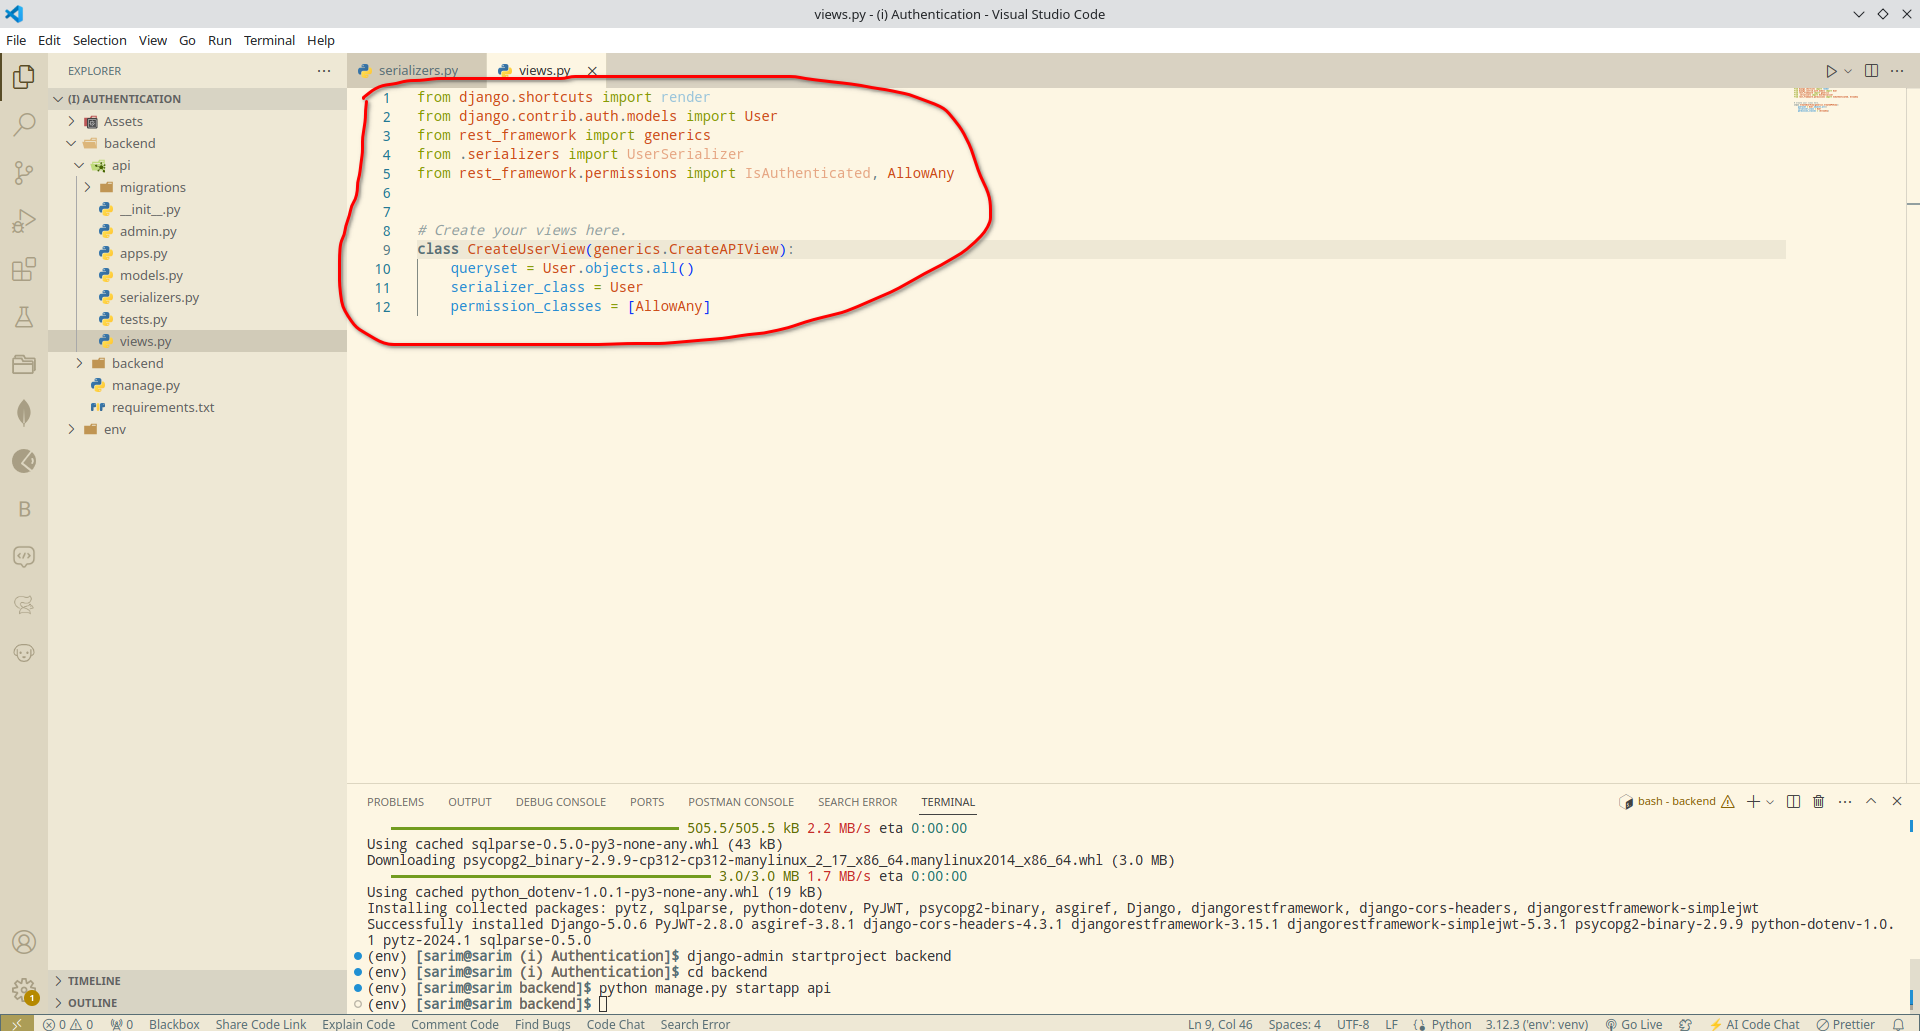 views.py - (i) Authentication - Visual Studio Code
File Edit Selection View Go Run Terminal Help
EXPLORER
(I) AUTHENTICATION
Assets
backend
api
migrations
__init__.py
admin.py
apps.py
models.py
serializers.py
tests.py
views.py
backend
manage.py
requirements.txt
env
TIMELINE
OUTLINE
serializers.py views.py
1 from django.shortcuts import render
2 from django.contrib.auth.models import User
3 from rest_framework import generics
4 from .serializers import UserSerializer
5 from rest_framework.permissions import IsAuthenticated, AllowAny
6
7
8 # Create your views here.
9 class CreateUserView(generics.CreateAPIView):
10 queryset = User.objects.all()
11 serializer_class = User
12 permission_classes = [AllowAny]
PROBLEMS OUTPUT DEBUG CONSOLE PORTS POSTMAN CONSOLE SEARCH ERROR TERMINAL
bash - backend
505.5/505.5 kB 2.2 MB/s eta 0:00:00
Using cached sqlparse-0.5.0-py3-none-any.whl (43 kB)
Downloading psycopg2_binary-2.9.9-cp312-cp312-manylinux_2_17_x86_64.manylinux2014_x86_64.whl (3.0 MB)
3.0/3.0 MB 1.7 MB/s eta 0:00:00
Using cached python_dotenv-1.0.1-py3-none-any.whl (19 kB)
Installing collected packages: pytz, sqlparse, python-dotenv, PyJWT, psycopg2-binary, asgiref, Django, djangorestframework, django-cors-headers, djangorestframework-simplejwt
Successfully installed Django-5.0.6 PyJWT-2.8.0 asgiref-3.8.1 django-cors-headers-4.3.1 djangorestframework-3.15.1 djangorestframework-simplejwt-5.3.1 psycopg2-binary-2.9.9 python-dotenv-1.0.
1 pytz-2024.1 sqlparse-0.5.0
(env) [sarim@sarim (i) Authentication]$ django-admin startproject backend
(env) [sarim@sarim (i) Authentication]$ cd backend
(env) [sarim@sarim backend]$ python manage.py startapp api
(env) [sarim@sarim backend]$
B
1
0 0 0 Blackbox Share Code Link Explain Code Comment Code Find Bugs Code Chat Search Error Ln 9, Col 46 Spaces: 4 UTF-8 LF Python 3.12.3 ('env': venv) Go Live AI Code Chat Prettier